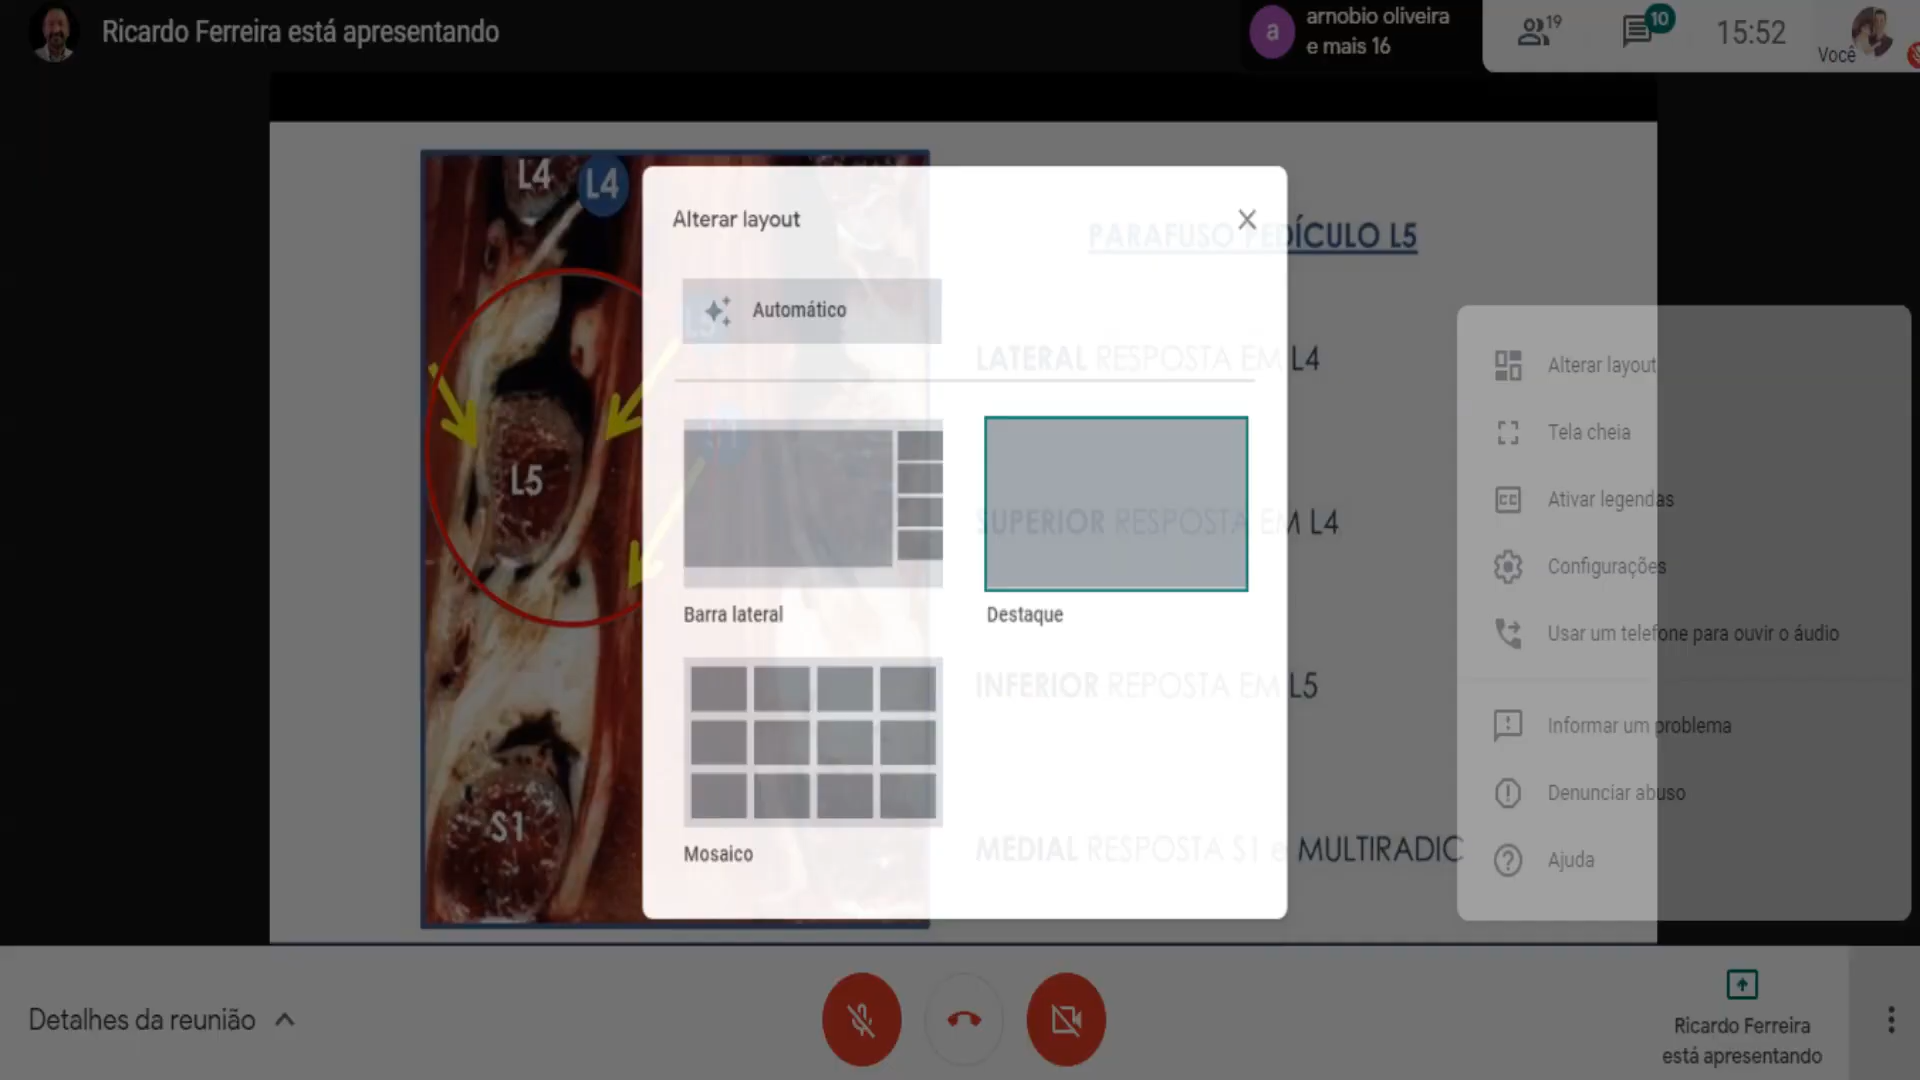 Ricardo Ferreira está apresentando
a
arnobio oliveira
e mais 16
19
10
15:52
Você
L4
L4
L5
S1
PARAFUSO PEDÍCULO L5
LATERAL RESPOSTA EM L4
SUPERIOR RESPOSTA EM L4
INFERIOR REPOSTA EM L5
MEDIAL RESPOSTA S1 e MULTIRADIC
Alterar layout
Automático
L5
S1
Barra lateral
Destaque
Mosaico
Alterar layout
Tela cheia
CC
Ativar legendas
Configurações
Usar um telefone para ouvir o áudio
Informar um problema
Denunciar abuso
Ajuda
Detalhes da reunião
Ricardo Ferreira
está apresentando